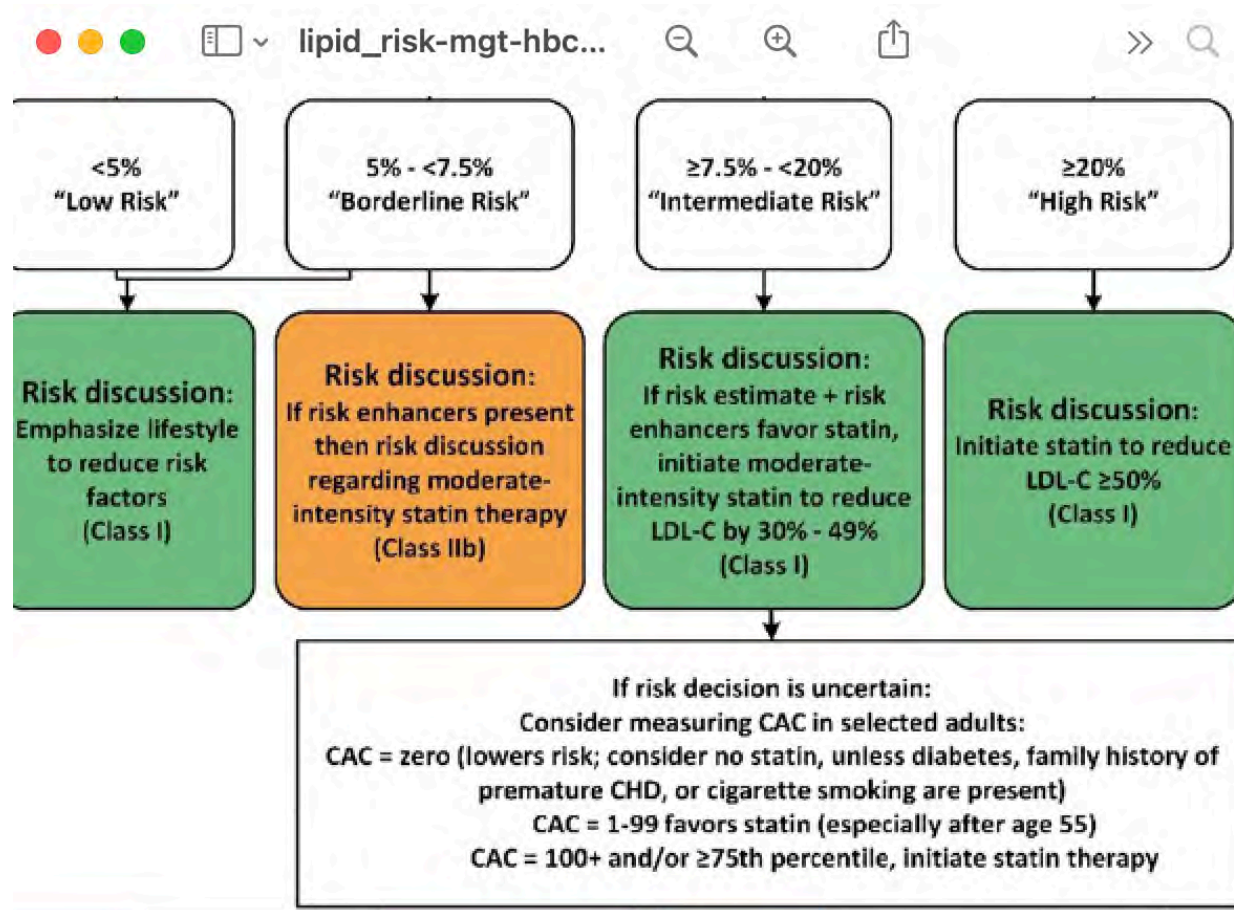 lipid_risk-mgt-hbc...
<5%
“Low Risk”
5% - <7.5%
“Borderline Risk”
≥7.5% - <20%
“Intermediate Risk”
≥20%
“High Risk”
Risk discussion:
Emphasize lifestyle
to reduce risk
factors
(Class I)
Risk discussion:
If risk enhancers present
then risk discussion
regarding moderate-
intensity statin therapy
(Class IIb)
Risk discussion:
If risk estimate + risk
enhancers favor statin,
initiate moderate-
intensity statin to reduce
LDL-C by 30% - 49%
(Class I)
Risk discussion:
Initiate statin to reduce
LDL-C ≥50%
(Class I)
If risk decision is uncertain:
Consider measuring CAC in selected adults:
CAC = zero (lowers risk; consider no statin, unless diabetes, family history of
premature CHD, or cigarette smoking are present)
CAC = 1-99 favors statin (especially after age 55)
CAC = 100+ and/or ≥75th percentile, initiate statin therapy